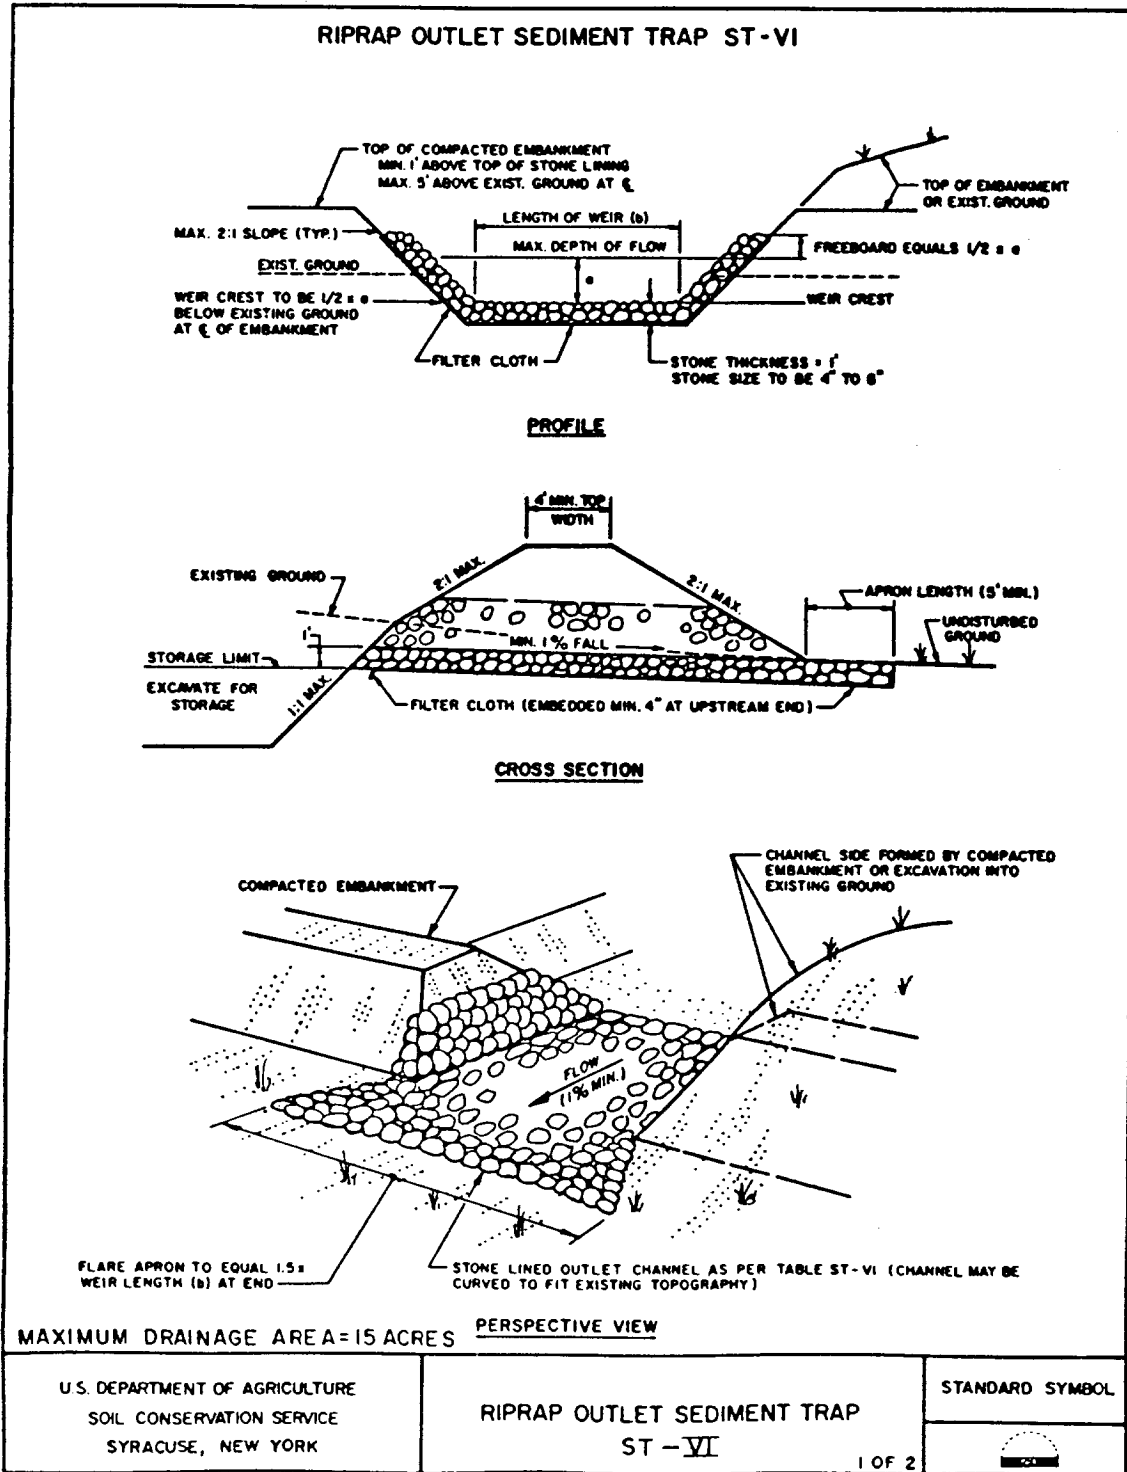 RIPRAP OUTLET SEDIMENT TRAP ST-VI
TOP OF COMPACTED EMBANKMENT
MIN. 1' ABOVE TOP OF STONE LINING
MAX. 5' ABOVE EXIST. GROUND AT ℄
TOP OF EMBANKMENT
OR EXIST. GROUND
LENGTH OF WEIR (b)
MAX. 2:1 SLOPE (TYP.)
MAX. DEPTH OF FLOW
FREEBOARD EQUALS 1/2 x a
EXIST. GROUND
a
WEIR CREST TO BE 1/2 x a
BELOW EXISTING GROUND
AT ℄ OF EMBANKMENT
WEIR CREST
FILTER CLOTH
STONE THICKNESS = 1'
STONE SIZE TO BE 4" TO 8"
PROFILE
4' MIN. TOP
WIDTH
EXISTING GROUND
2:1 MAX.
2:1 MAX.
APRON LENGTH (5' MIN.)
UNDISTURBED
GROUND
1'
MIN. 1% FALL
STORAGE LIMIT
EXCAVATE FOR
STORAGE
1:1 MAX.
FILTER CLOTH (EMBEDDED MIN. 4" AT UPSTREAM END)
CROSS SECTION
CHANNEL SIDE FORMED BY COMPACTED
EMBANKMENT OR EXCAVATION INTO
EXISTING GROUND
COMPACTED EMBANKMENT
FLOW
(1% MIN.)
FLARE APRON TO EQUAL 1.5 x
WEIR LENGTH (b) AT END
STONE LINED OUTLET CHANNEL AS PER TABLE ST-VI (CHANNEL MAY BE
CURVED TO FIT EXISTING TOPOGRAPHY)
PERSPECTIVE VIEW
MAXIMUM DRAINAGE AREA=15 ACRES
U.S. DEPARTMENT OF AGRICULTURE
SOIL CONSERVATION SERVICE
SYRACUSE, NEW YORK
RIPRAP OUTLET SEDIMENT TRAP
ST-VI
1 OF 2
STANDARD SYMBOL